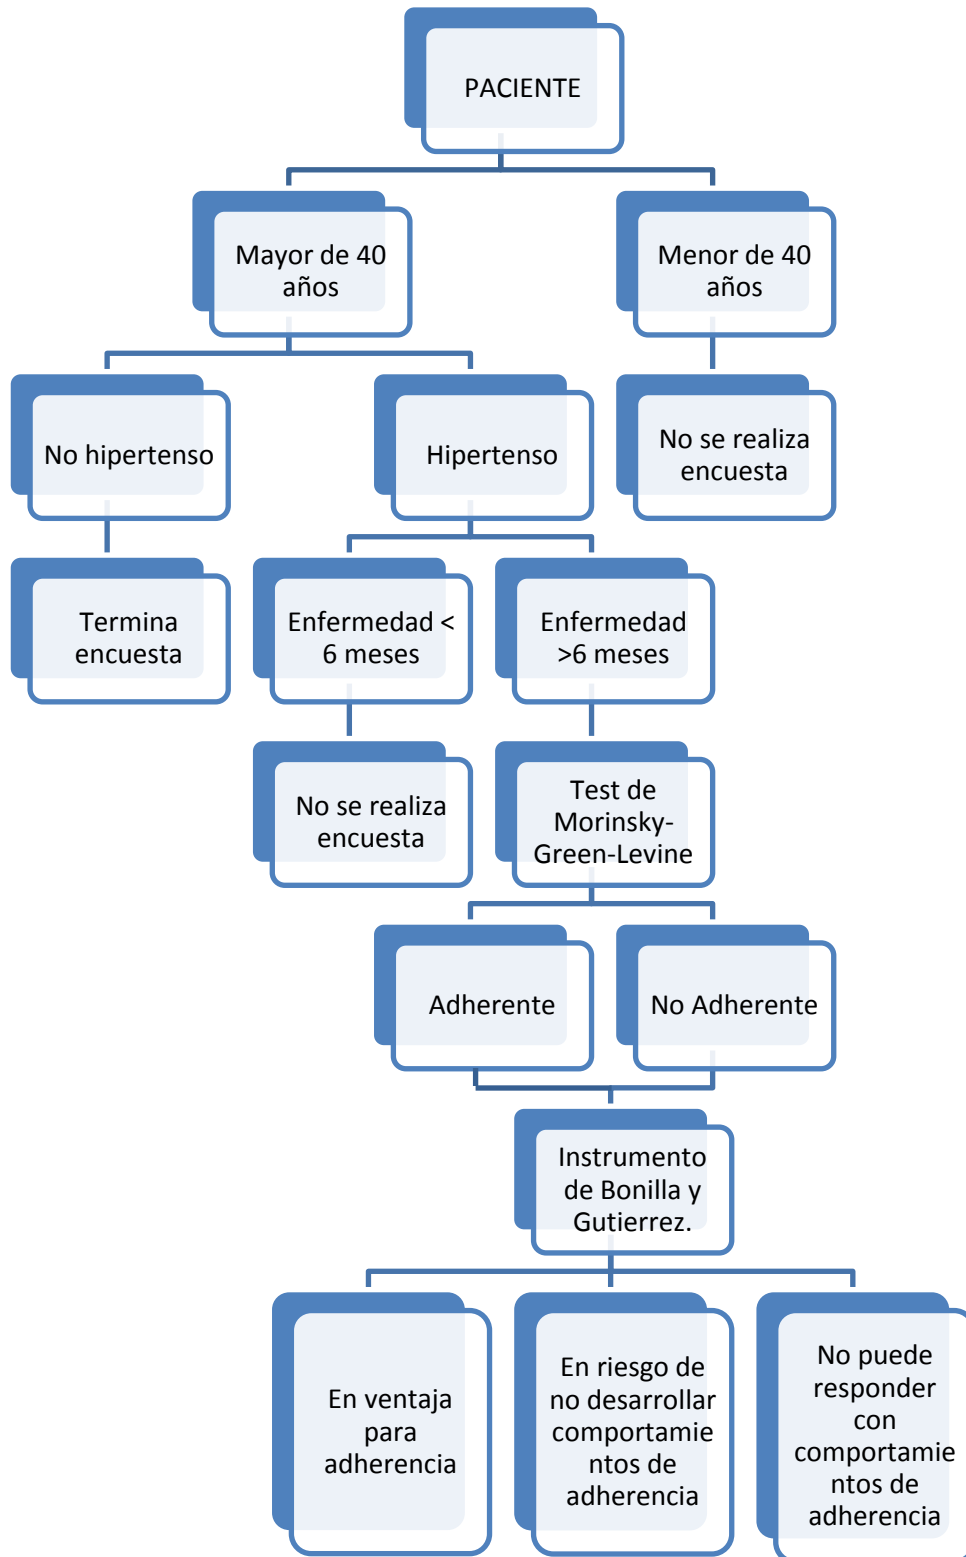 PACIENTE
Mayor de 40
años
Menor de 40
años
No hipertenso
Hipertenso
No se realiza
encuesta
Termina
encuesta
Enfermedad <
6 meses
Enfermedad
>6 meses
No se realiza
encuesta
Test de
Morinsky-
Green-Levine
Adherente
No Adherente
Instrumento
de Bonilla y
Gutierrez.
En ventaja
para
adherencia
En riesgo de
no desarrollar
comportamie
ntos de
adherencia
No puede
responder
con
comportamie
ntos de
adherencia